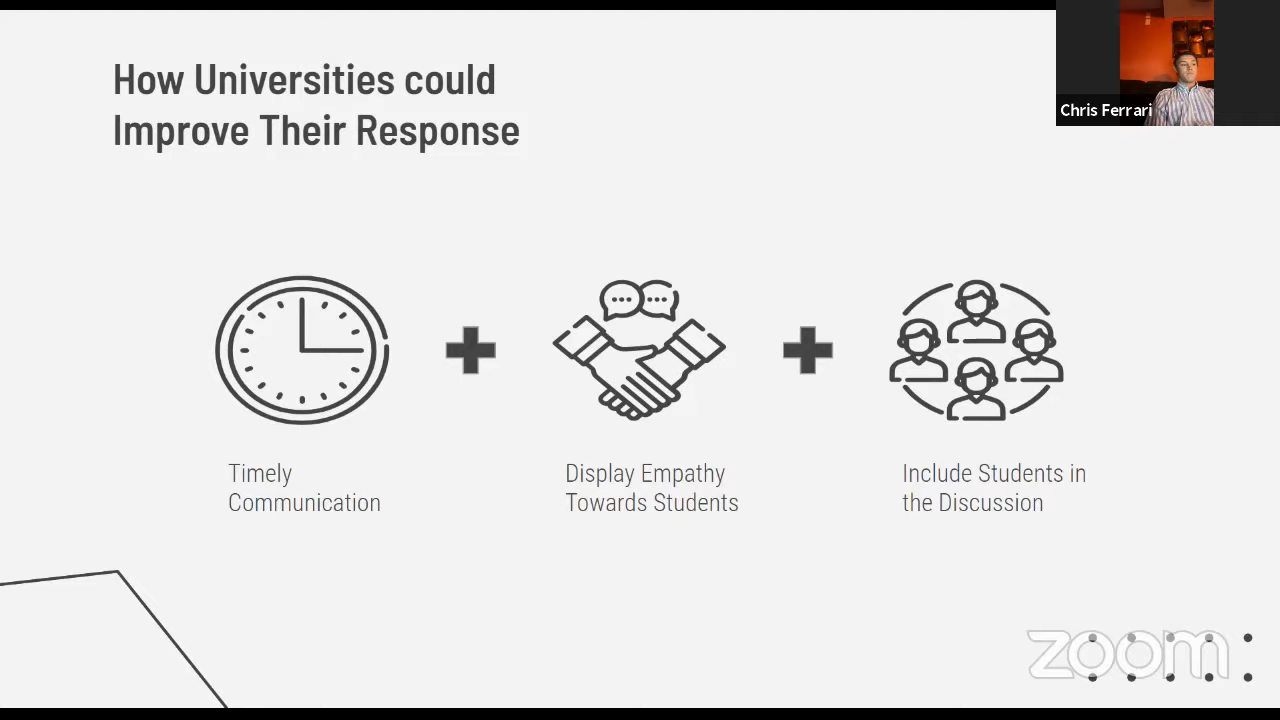 How Universities could
Improve Their Response
Chris Ferrari
Timely
Communication
Display Empathy
Towards Students
Include Students in
the Discussion
zoom